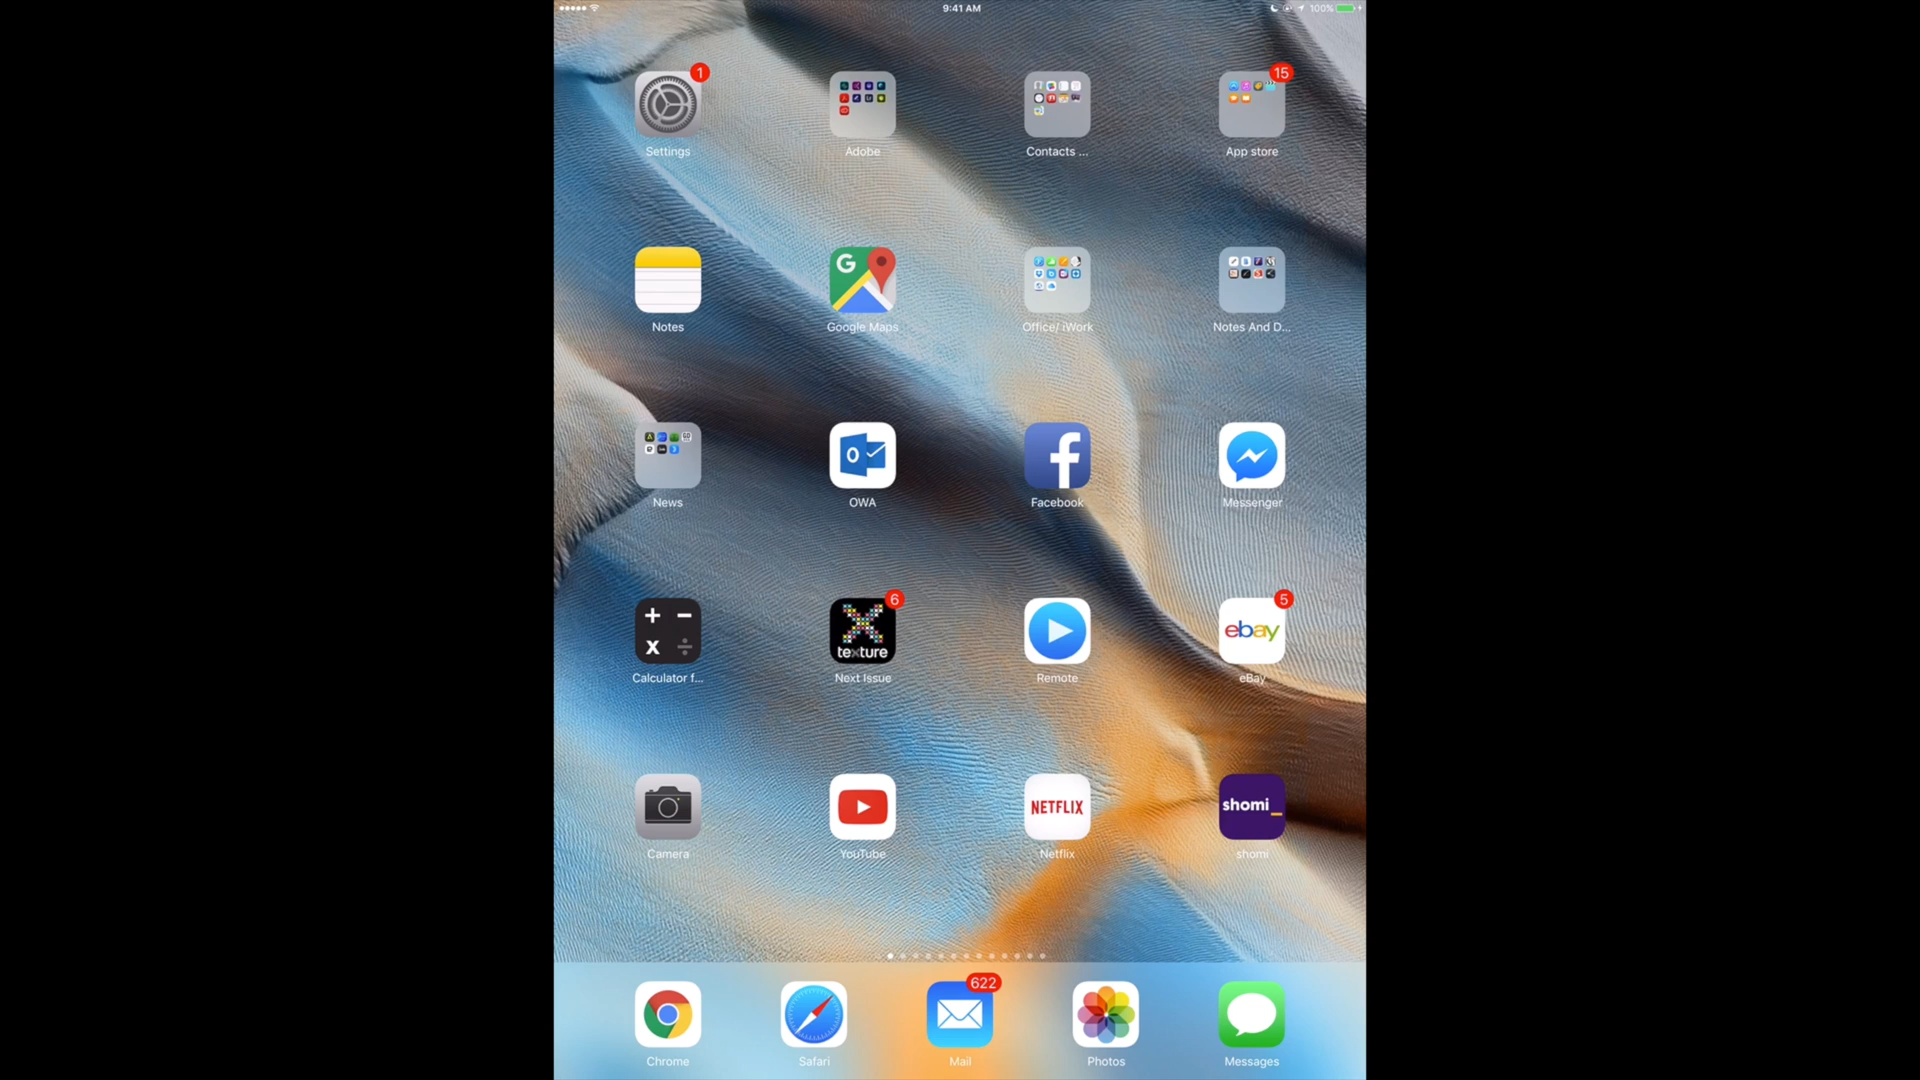 9:41 AM
100%
1
15
Settings
Adobe
Contacts ...
App store
G
Notes
Google Maps
Office/ iWork
Notes And D...
News
OWA
Facebook
Messenger
6
5
texture
ebay
Calculator f...
Next Issue
Remote
eBay
NETFLIX
shomi_
Camera
YouTube
Netflix
shomi
622
Chrome
Safari
Mail
Photos
Messages